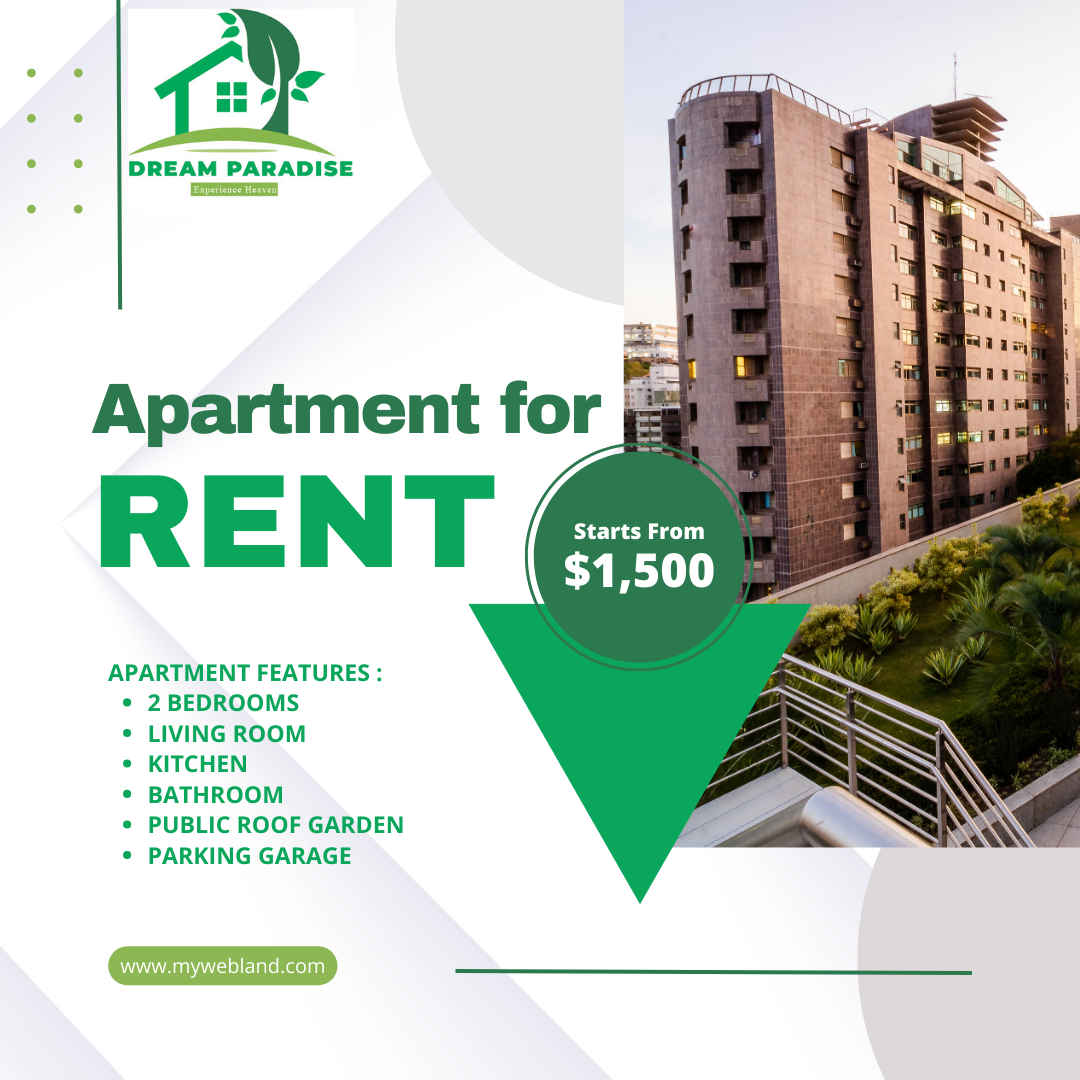 DREAM PARADISE
Experience Heaven
Apartment for
RENT
Starts From
$1,500
APARTMENT FEATURES :
• 2 BEDROOMS
• LIVING ROOM
• KITCHEN
• BATHROOM
• PUBLIC ROOF GARDEN
• PARKING GARAGE
www.mywebland.com